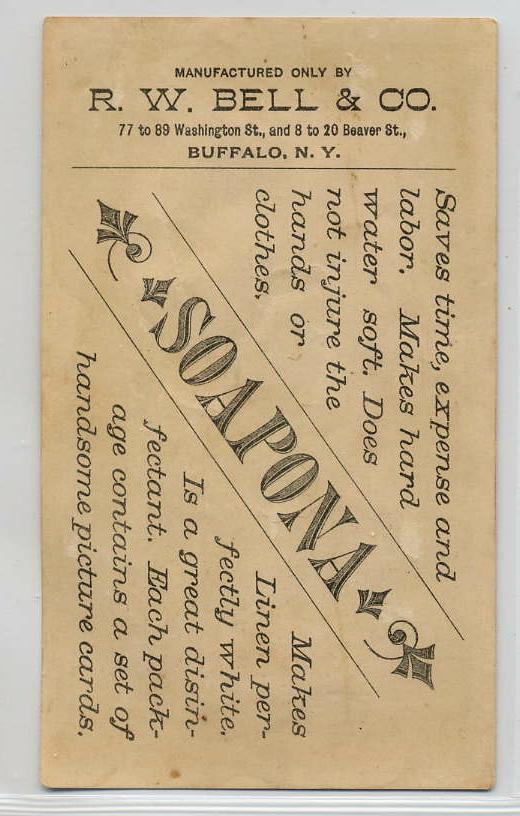 MANUFACTURED ONLY BY
R. W. BELL & CO.
77 to 89 Washington St., and 8 to 20 Beaver St.,
BUFFALO, N. Y.
Saves time, expense and
labor. Makes hard
water soft. Does
not injure the
hands or
clothes.
SOAPONA
Makes
Linen per-
fectly white.
Is a great disin-
fectant. Each pack-
age contains a set of
handsome picture cards.